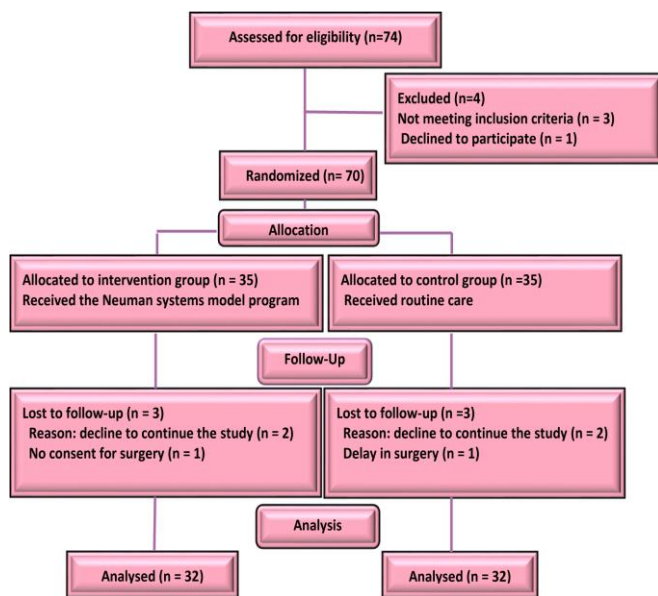 Assessed for eligibility (n=74)
Excluded (n=4)
Not meeting inclusion criteria (n = 3)
Declined to participate (n = 1)
Randomized (n= 70)
Allocation
Allocated to intervention group (n = 35)
Received the Neuman systems model program
Allocated to control group (n =35)
Received routine care
Follow-Up
Lost to follow-up (n = 3)
Reason: decline to continue the study (n = 2)
No consent for surgery (n = 1)
Lost to follow-up (n =3)
Reason: decline to continue the study (n = 2)
Delay in surgery (n = 1)
Analysis
Analysed (n = 32)
Analysed (n = 32)